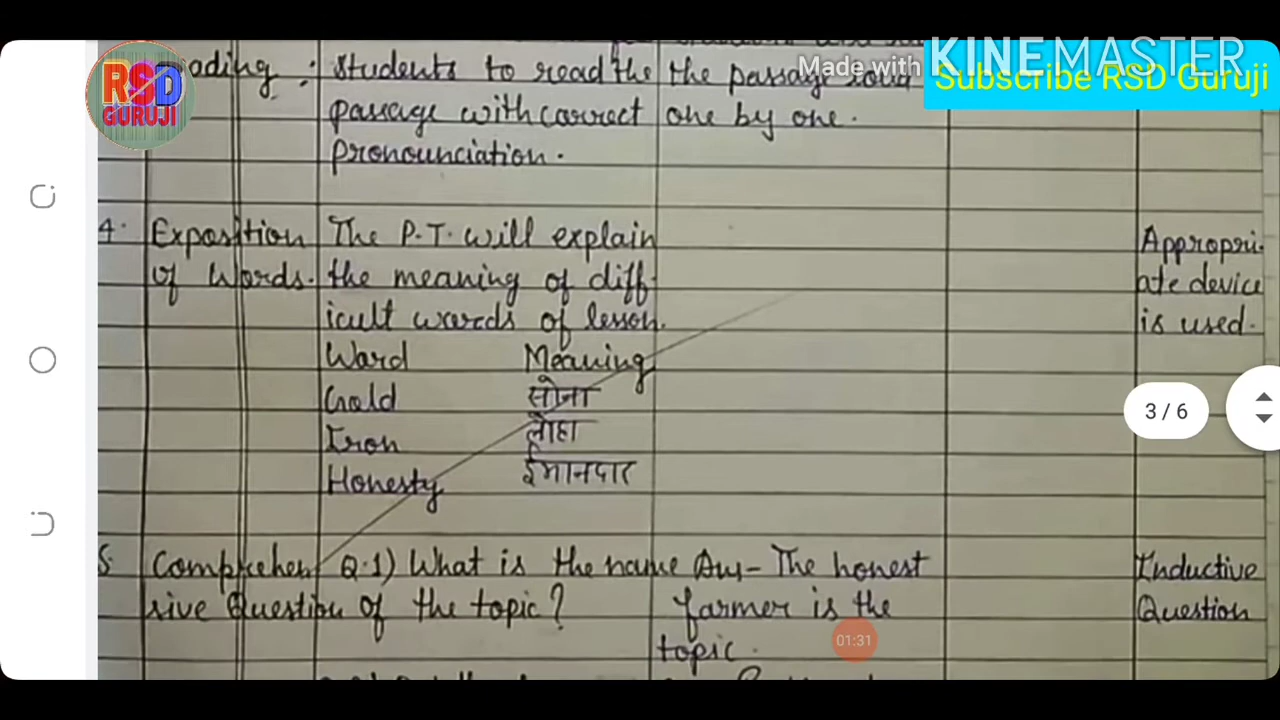 RSD
GURUJI
Made with KINEMASTER
Subscribe RSD Guruji
ading : Students to read the the passage loud
passage with correct one by one.
pronounciation.
4. Exposition The P.T. will explain Appropri-
of Words. the meaning of diff- ate device
icult words of lesson. is used.
Word Meaning
Gold सोना
Iron लोहा
Honesty ईमानदार
3 / 6
5. Comprehen Q.1) What is the name Ans- The honest Inductive
sive Question of the topic? farmer is the Question
01:31
topic.